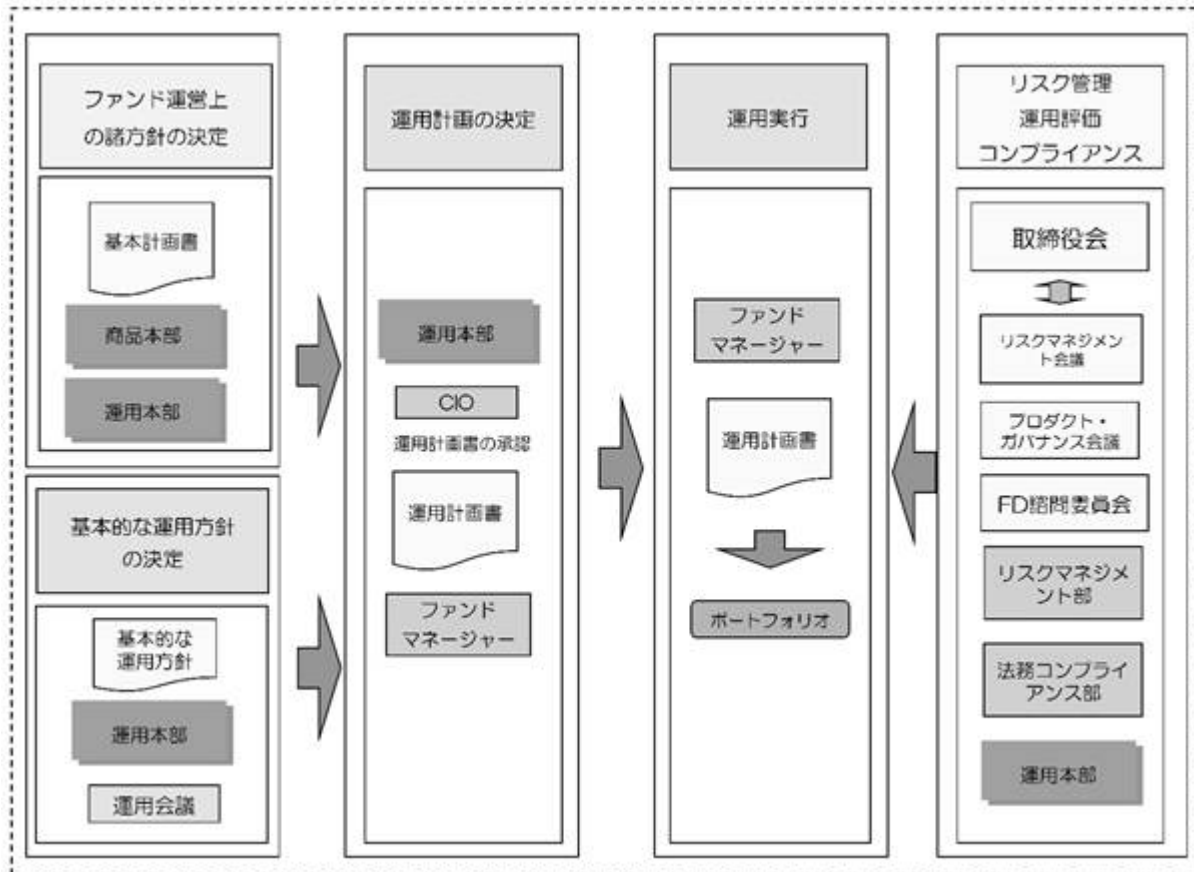 ファンド運営上
の諸方針の決定
基本計画書
商品本部
運用本部
基本的な運用方針
の決定
基本的な
運用方針
運用本部
運用会議
運用計画の決定
運用本部
CIO
運用計画書の承認
運用計画書
ファンド
マネージャー
運用実行
ファンド
マネージャー
運用計画書
ポートフォリオ
リスク管理
運用評価
コンプライアンス
取締役会
リスクマネジメン
ト会議
プロダクト・
ガバナンス会議
FD諮問委員会
リスクマネジメ
ント部
法務コンプライ
アンス部
運用本部